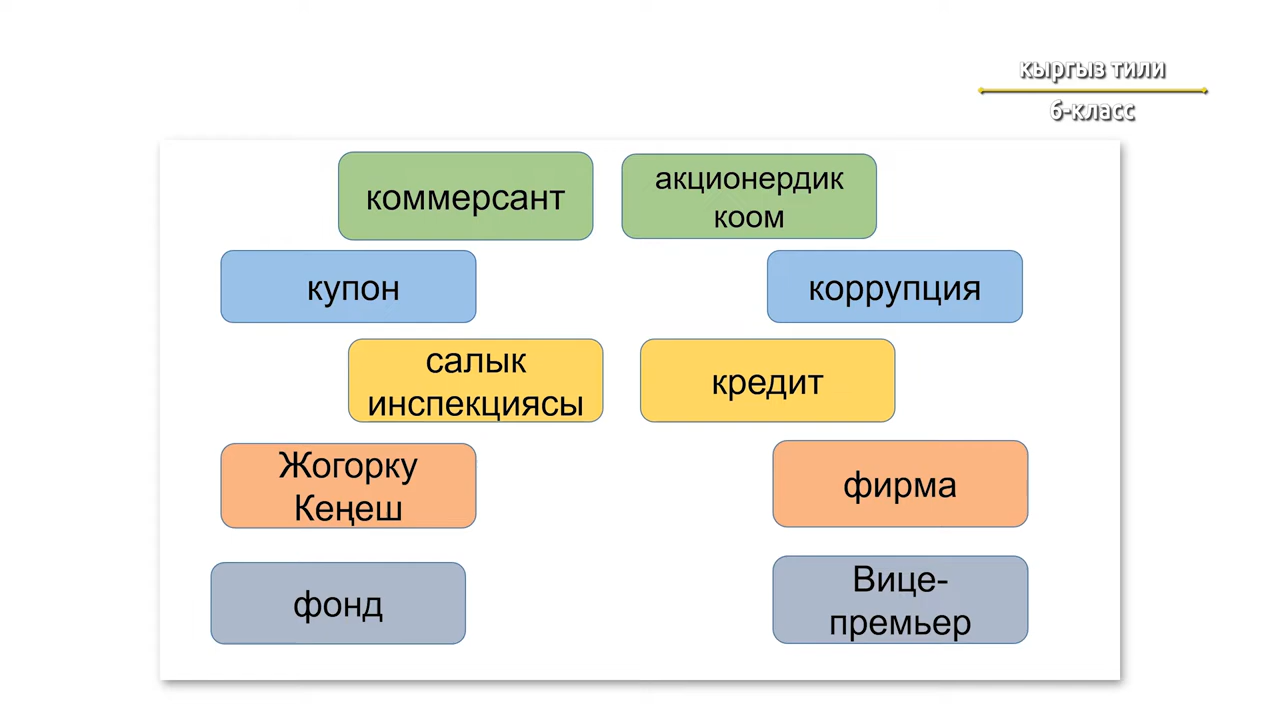 кыргыз тили
6-класс
коммерсант
акционердик
коом
купон
коррупция
салык
инспекциясы
кредит
Жогорку
Кеңеш
фирма
фонд
Вице-
премьер